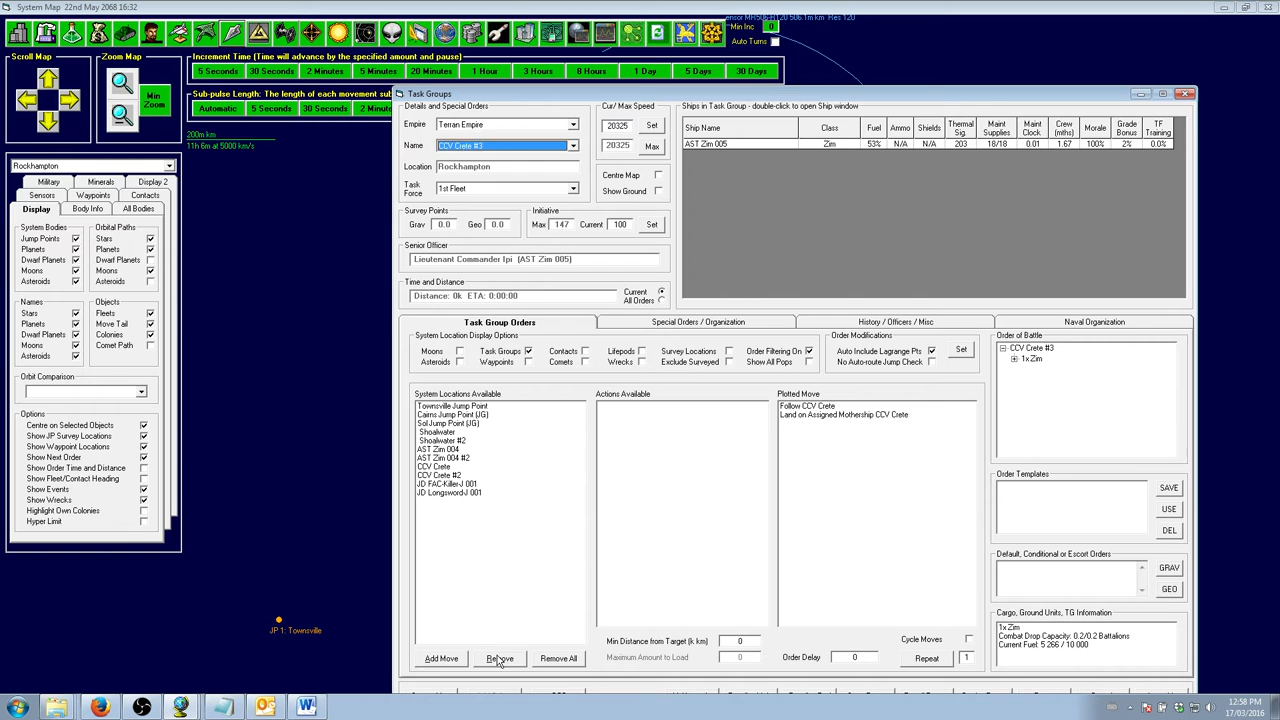 System Map 22nd May 2068 16:32
MR506-R120 506.1m km Res 120
Min Inc
0
Auto Turns
Scroll Map
Zoom Map
Min Zoom
Increment Time (Time will advance by the specified amount and pause)
5 Seconds 30 Seconds 2 Minutes 5 Minutes 20 Minutes 1 Hour 3 Hours 8 Hours 1 Day 5 Days 30 Days
Sub-pulse Length: The length of each movement sub
Automatic 5 Seconds 30 Seconds 2 Minute
200m km
11h 6m at 5000 km/s
Rockhampton
Military Minerals Display 2
Sensors Waypoints Contacts
Display Body Info All Bodies
System Bodies
Jump Points
Planets
Dwarf Planets
Moons
Asteroids
Orbital Paths
Stars
Planets
Dwarf Planets
Moons
Asteroids
Names
Stars
Planets
Dwarf Planets
Moons
Asteroids
Objects
Fleets
Move Tail
Colonies
Comet Path
Orbit Comparison
Options
Centre on Selected Objects
Show JP Survey Locations
Show Waypoint Locations
Show Next Order
Show Order Time and Distance
Show Fleet/Contact Heading
Show Events
Show Wrecks
Highlight Own Colonies
Hyper Limit
JP 1: Townsville
Task Groups
Details and Special Orders
Empire Terran Empire
Name CCV Crete #3
Location Rockhampton
Task Force 1st Fleet
Cur/ Max Speed
20325 Set
20325 Max
Centre Map
Show Ground
Survey Points
Grav 0.0 Geo 0.0
Initiative
Max 147 Current 100 Set
Senior Officer
Lieutenant Commander Ipi (AST Zim 005)
Time and Distance
Distance: 0k ETA: 0:00:00
Current
All Orders
Ships in Task Group - double-click to open Ship window
Ship Name Class Fuel Ammo Shields Thermal Sig. Maint Supplies Maint Clock Crew (mths) Morale Grade Bonus TF Training
AST Zim 005 Zim 53% N/A N/A 203 18/18 0.01 1.67 100% 2% 0.0%
Task Group Orders Special Orders / Organization History / Officers / Misc Naval Organization
System Location Display Options
Moons Task Groups Contacts Lifepods Survey Locations Order Filtering On
Asteroids Waypoints Comets Wrecks Exclude Surveyed Show All Pops
Order Modifications
Auto Include Lagrange Pts
No Auto-route Jump Check
Set
System Locations Available
Townsville Jump Point
Cairns Jump Point (JG)
Sol Jump Point (JG)
Shoalwater
Shoalwater #2
AST Zim 004
AST Zim 004 #2
CCV Crete
CCV Crete #2
JD FAC-Killer-J 001
JD Longsword-J 001
Actions Available
Plotted Move
Follow CCV Crete
Land on Assigned Mothership CCV Crete
Min Distance from Target (k km) 0
Maximum Amount to Load 0
Order Delay 0
Cycle Moves
Repeat 1
Add Move Remove Remove All
Order of Battle
CCV Crete #3
1x Zim
Order Templates
SAVE
USE
DEL
Default, Conditional or Escort Orders
GRAV
GEO
Cargo, Ground Units, TG Information
1x Zim
Combat Drop Capacity: 0.2/0.2 Battalions
Current Fuel: 5 266 / 10 000
12:58 PM
17/03/2016